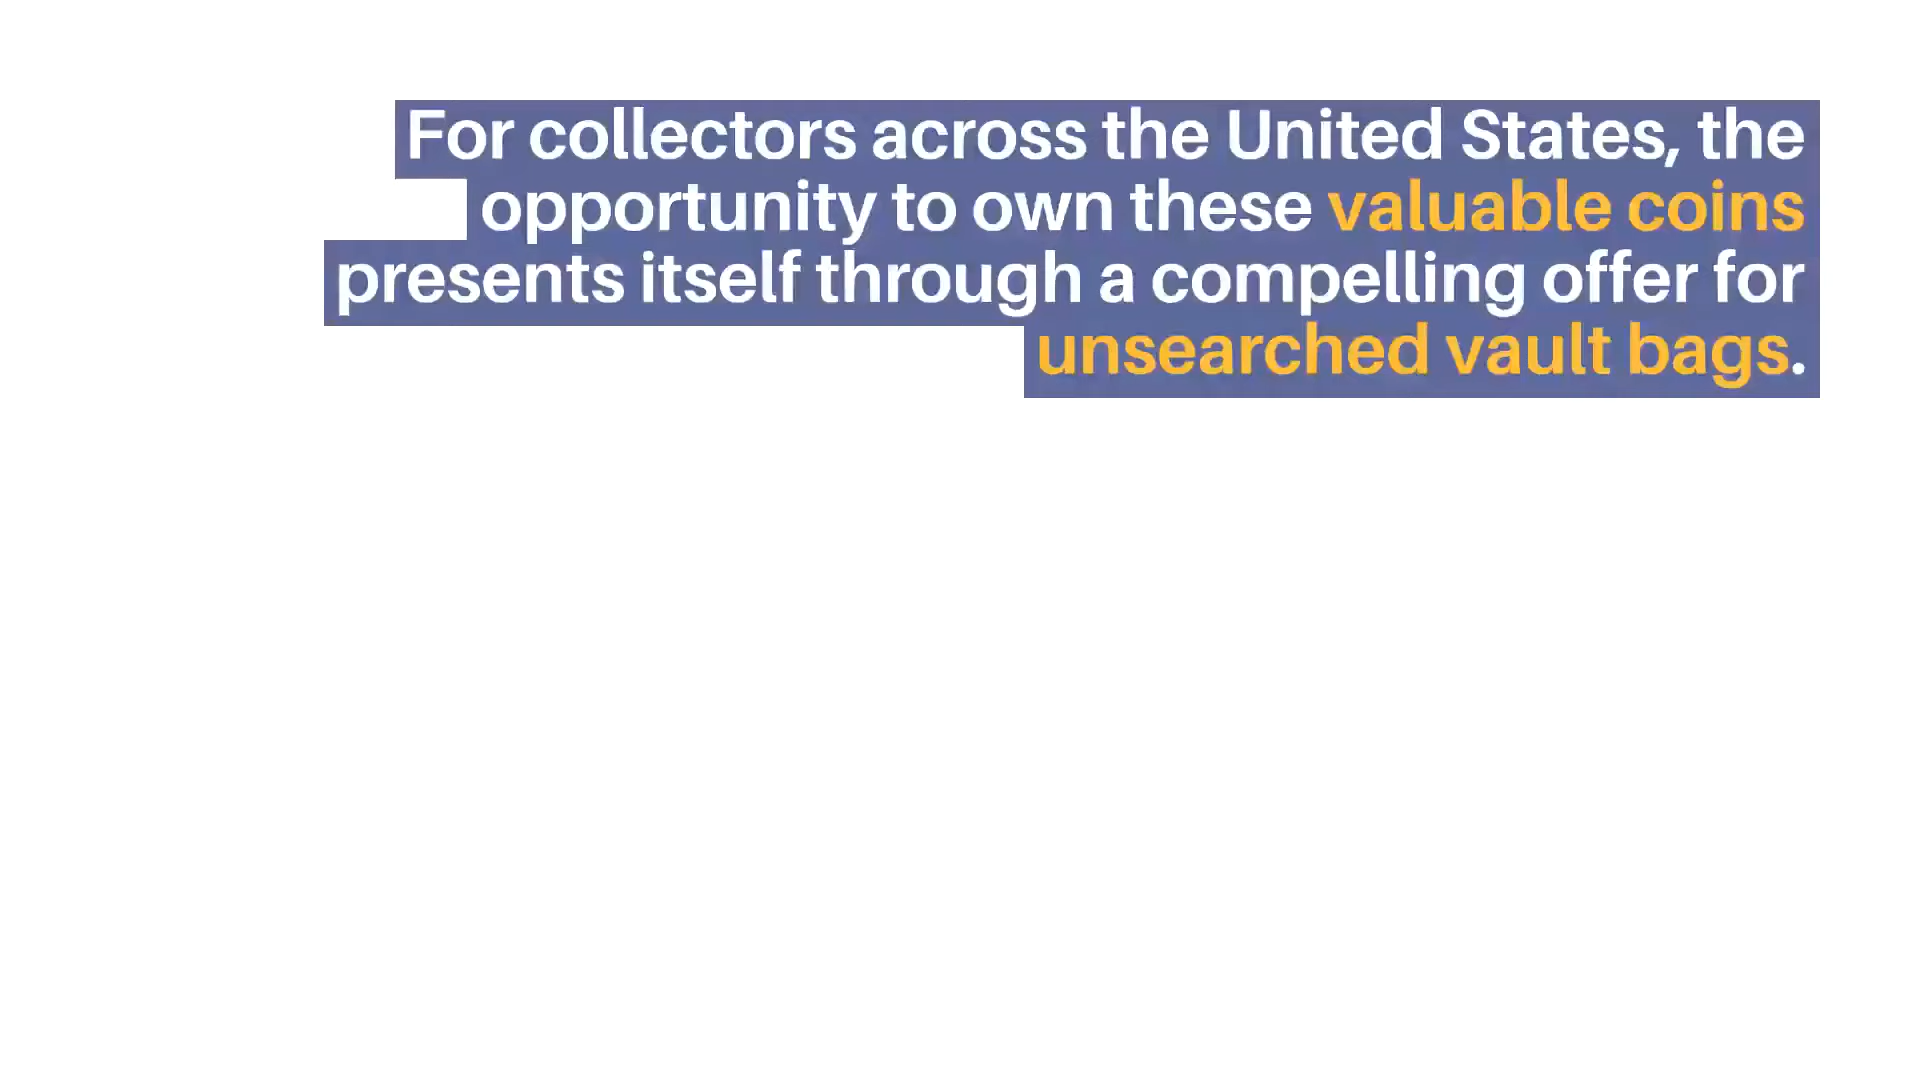 For collectors across the United States, the
opportunity to own these valuable coins
presents itself through a compelling offer for
unsearched vault bags.